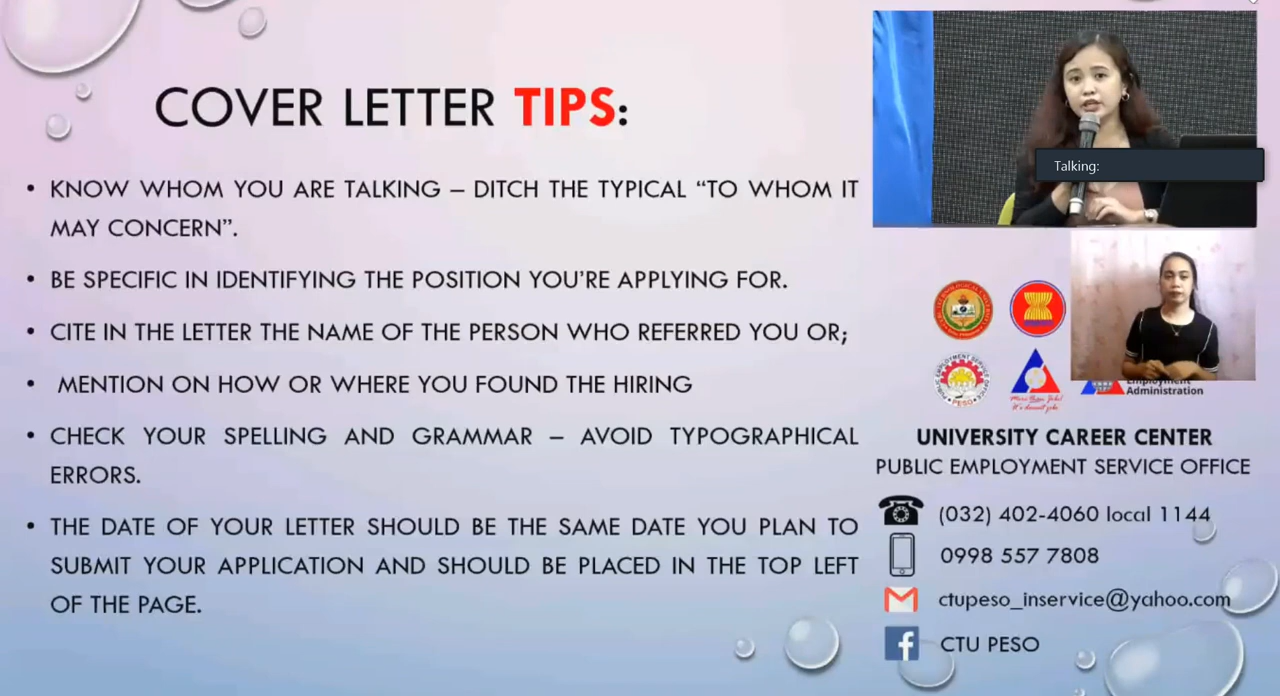 COVER LETTER TIPS:
• KNOW WHOM YOU ARE TALKING – DITCH THE TYPICAL “TO WHOM IT
MAY CONCERN”.
• BE SPECIFIC IN IDENTIFYING THE POSITION YOU’RE APPLYING FOR.
• CITE IN THE LETTER THE NAME OF THE PERSON WHO REFERRED YOU OR;
• MENTION ON HOW OR WHERE YOU FOUND THE HIRING
• CHECK YOUR SPELLING AND GRAMMAR – AVOID TYPOGRAPHICAL
ERRORS.
• THE DATE OF YOUR LETTER SHOULD BE THE SAME DATE YOU PLAN TO
SUBMIT YOUR APPLICATION AND SHOULD BE PLACED IN THE TOP LEFT
OF THE PAGE.
Talking:
PESO
Employment
Administration
UNIVERSITY CAREER CENTER
PUBLIC EMPLOYMENT SERVICE OFFICE
(032) 402-4060 local 1144
0998 557 7808
ctupeso_inservice@yahoo.com
CTU PESO